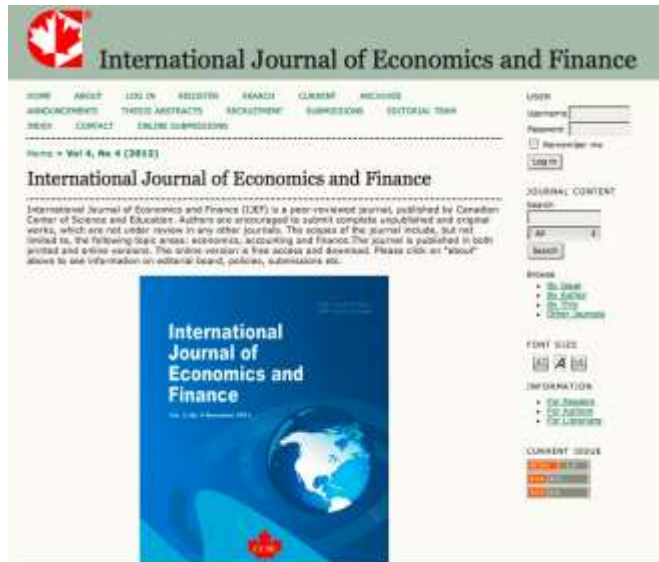 International Journal of Economics and Finance
HOME ABOUT LOG IN REGISTER SEARCH CURRENT ARCHIVES
ANNOUNCEMENTS THESIS ABSTRACTS RECRUITMENT SUBMISSIONS EDITORIAL TEAM
INDEX CONTACT ONLINE SUBMISSIONS
Home > Vol 4, No 4 (2012)
International Journal of Economics and Finance
International Journal of Economics and Finance (IJEF) is a peer-reviewed journal, published by Canadian
Center of Science and Education. Authors are encouraged to submit complete unpublished and original
works, which are not under review in any other journals. The scopes of the journal include, but not
limited to, the following topic areas: economics, accounting and finance.The journal is published in both
printed and online versions. The online version is free access and download. Please click on "about"
above to see information on editorial board, policies, submissions etc.
International
Journal of
Economics and
Finance
USER
Username
Password
Remember me
Log In
JOURNAL CONTENT
Search
All
Search
Browse
By Issue
By Author
By Title
Other Journals
FONT SIZE
A
INFORMATION
For Readers
For Authors
For Librarians
CURRENT ISSUE